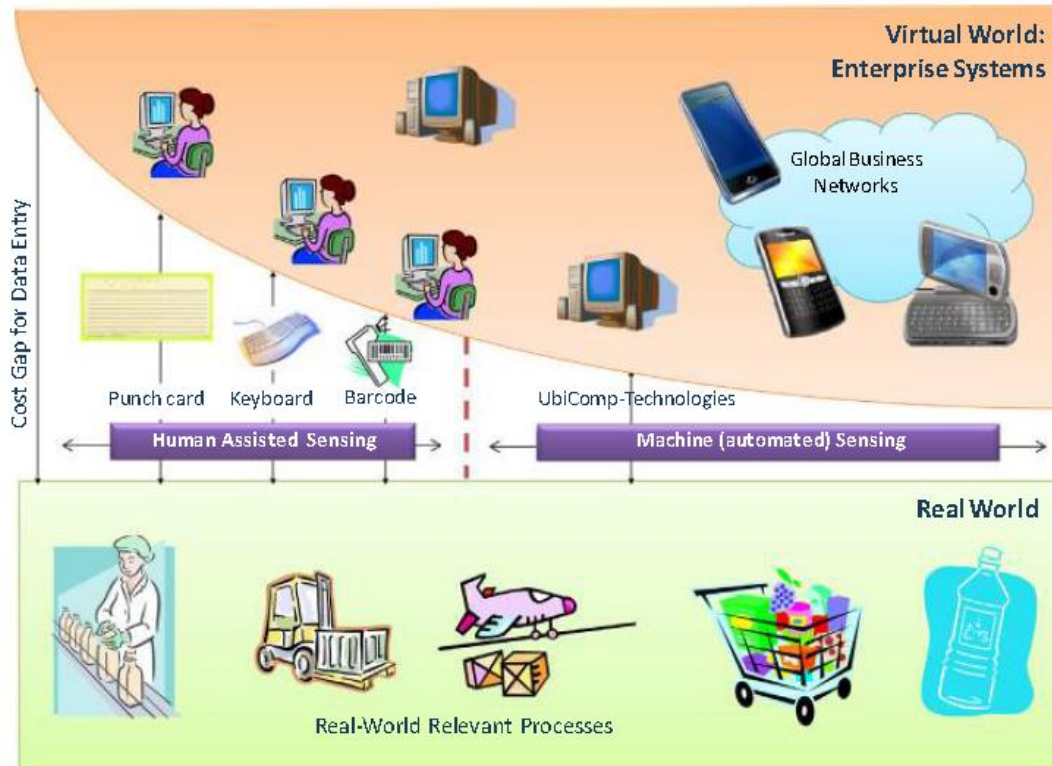 Virtual World:
Enterprise Systems
Global Business
Networks
Cost Gap for Data Entry
Punch card
Keyboard
Barcode
UbiComp-Technologies
Human Assisted Sensing
Machine (automated) Sensing
Real World
Real-World Relevant Processes